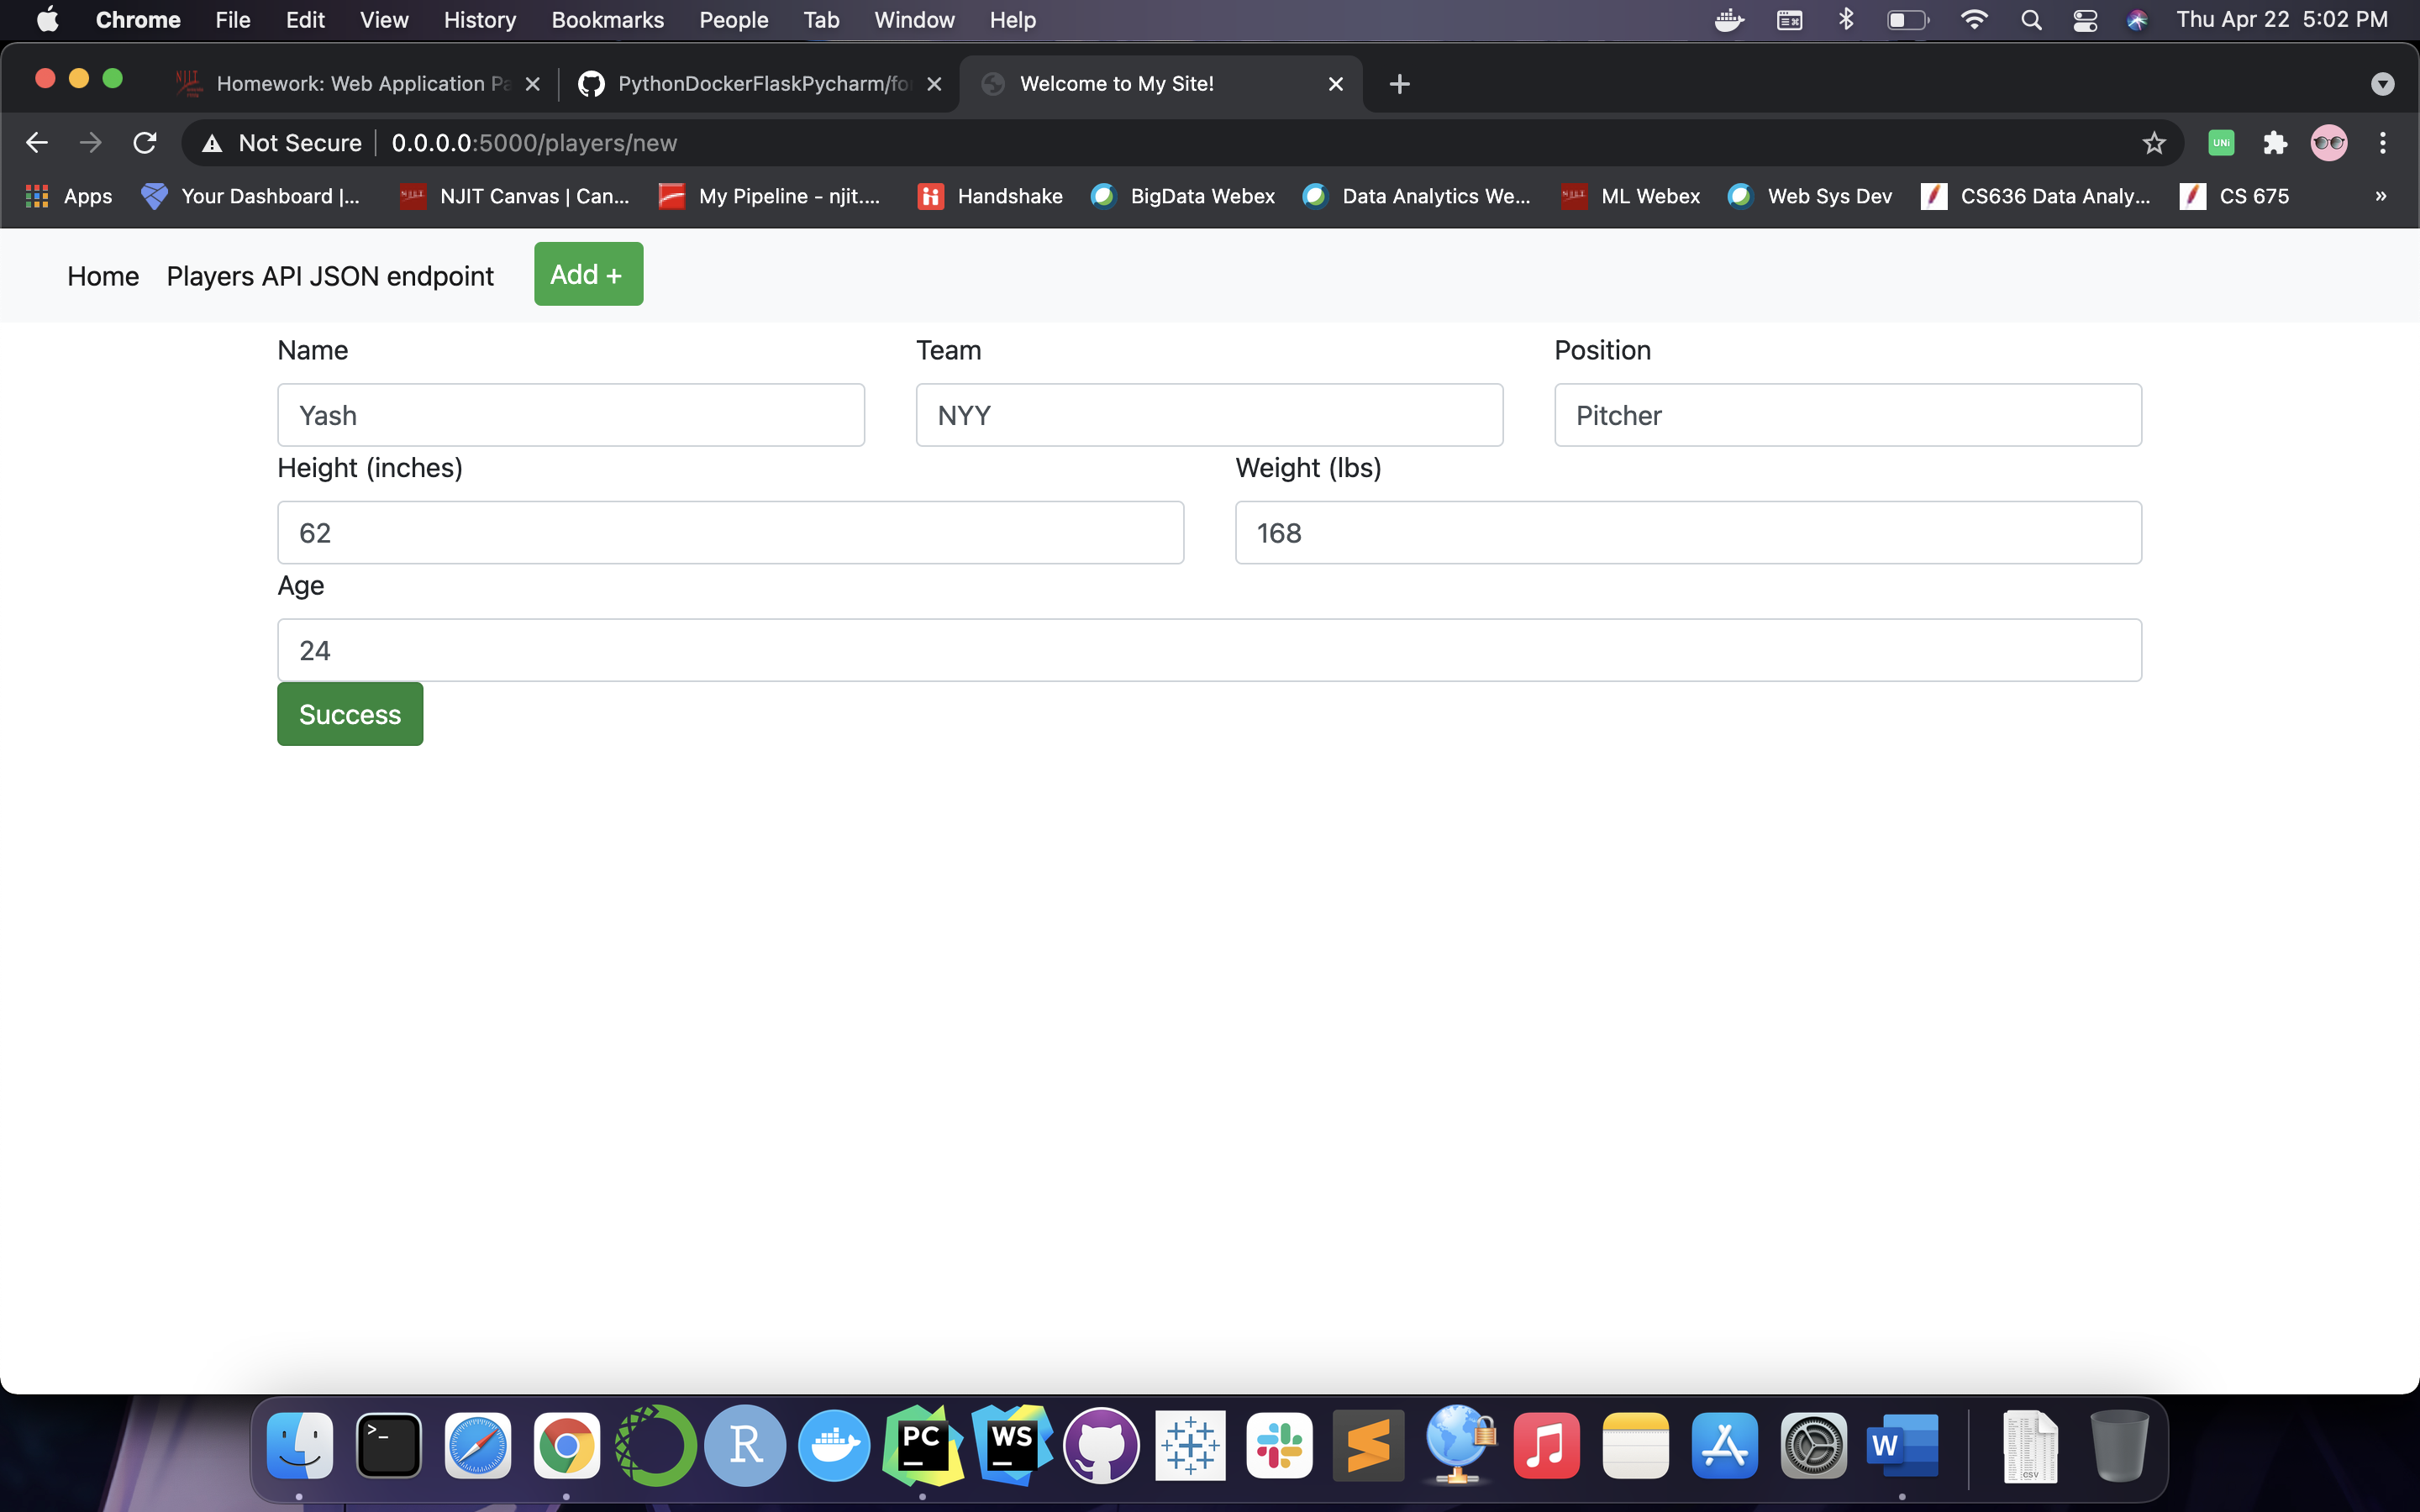 Chrome File Edit View History Bookmarks People Tab Window Help Thu Apr 22 5:02 PM
Homework: Web Application Pa PythonDockerFlaskPycharm/fo Welcome to My Site!
Not Secure 0.0.0.0:5000/players/new
Apps Your Dashboard |... NJIT Canvas | Can... My Pipeline - njit.... Handshake BigData Webex Data Analytics We... ML Webex Web Sys Dev CS636 Data Analy... CS 675 »
Home Players API JSON endpoint Add +
Name Team Position
Yash NYY Pitcher
Height (inches) Weight (lbs)
62 168
Age
24
Success
>_ R PC WS W CSV